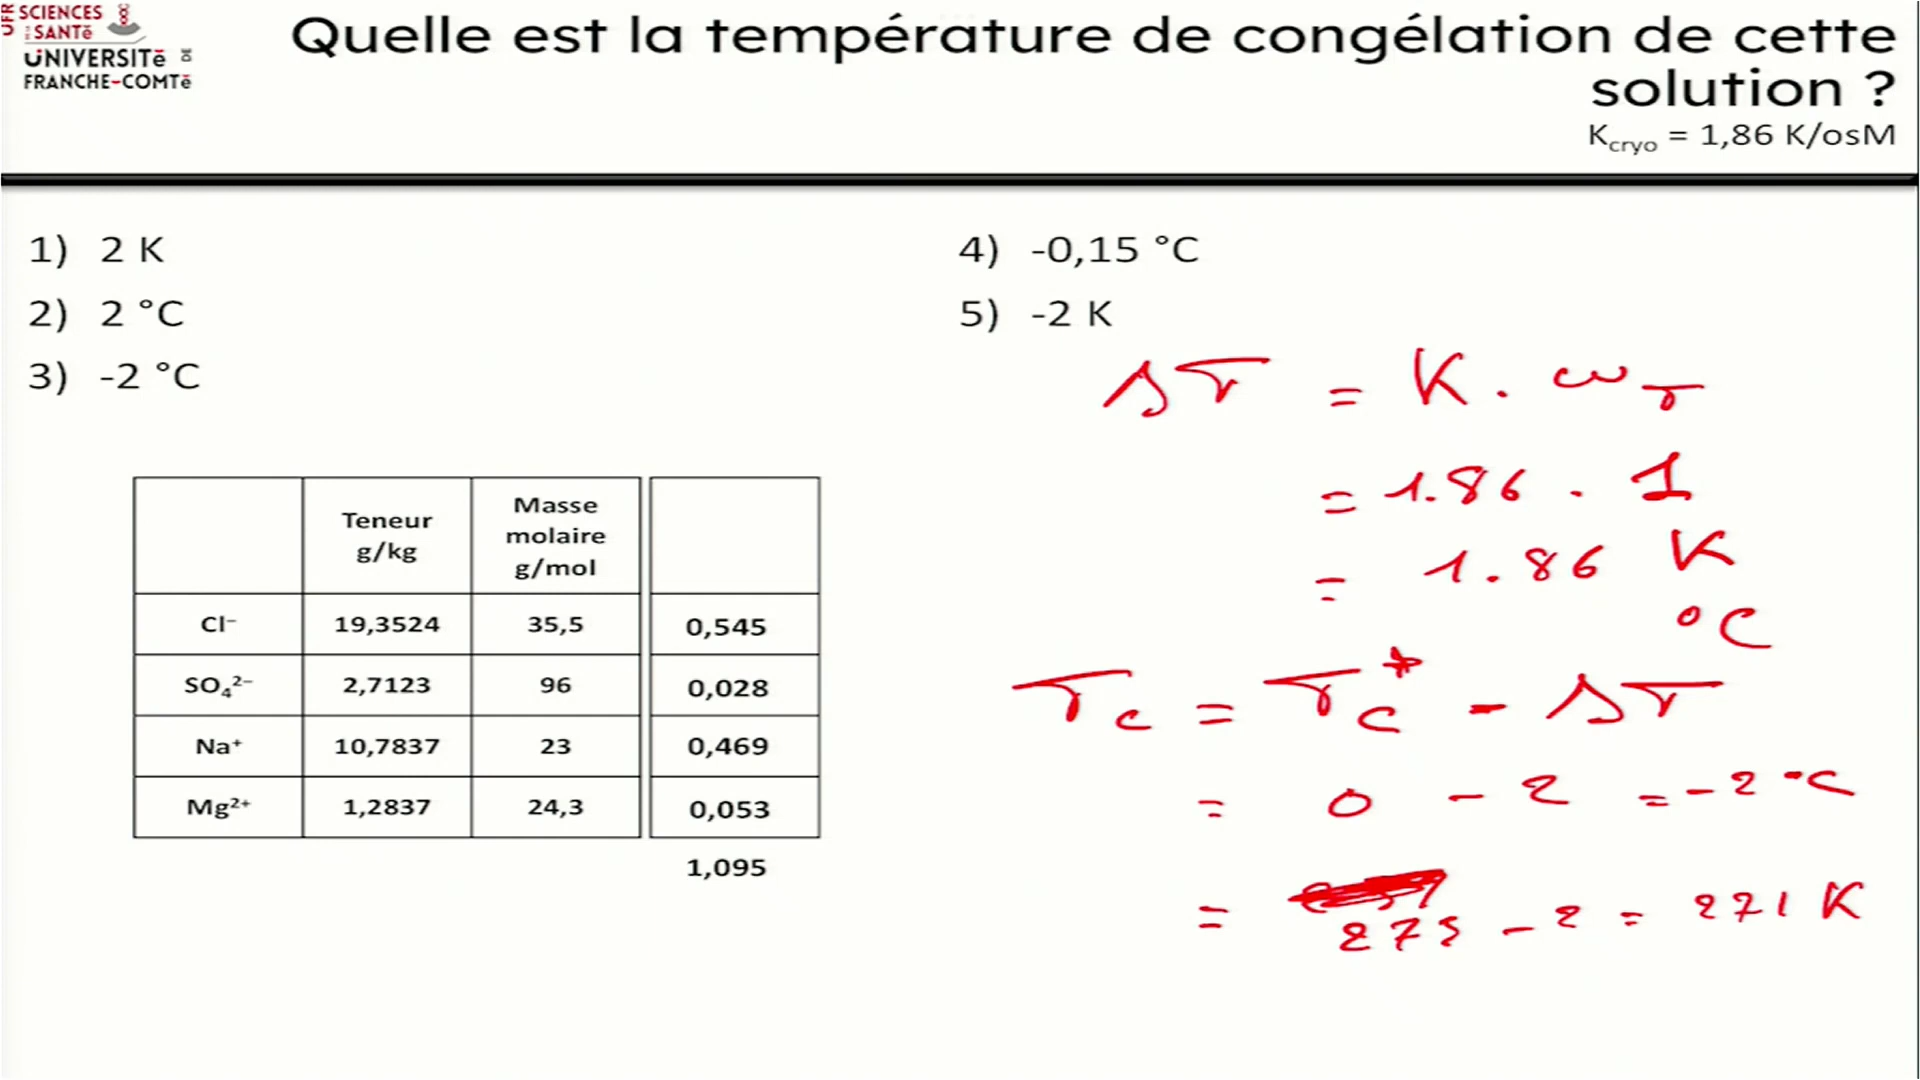 UFR SCIENCES
SANTé
UNIVERSITé DE
FRANCHE-COMTé
Quelle est la température de congélation de cette
solution ?
Kcryo = 1,86 K/osM
1) 2 K
2) 2 °C
3) -2 °C
4) -0,15 °C
5) -2 K
ΔT = K . ωT
= 1.86 . 1
= 1.86 K
°C
Tc = Tc* - ΔT
= 0 - 2 = -2 °C
= 273 - 2 = 271 K
Teneur
g/kg
Masse
molaire
g/mol
Cl⁻ 19,3524 35,5 0,545
SO₄²⁻ 2,7123 96 0,028
Na⁺ 10,7837 23 0,469
Mg²⁺ 1,2837 24,3 0,053
1,095